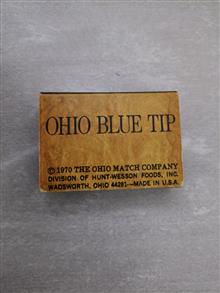 OHIO BLUE TIP
© 1970 THE OHIO MATCH COMPANY
DIVISION OF HUNT-WESSON FOODS, INC.
WADSWORTH, OHIO 44281—MADE IN U.S.A.